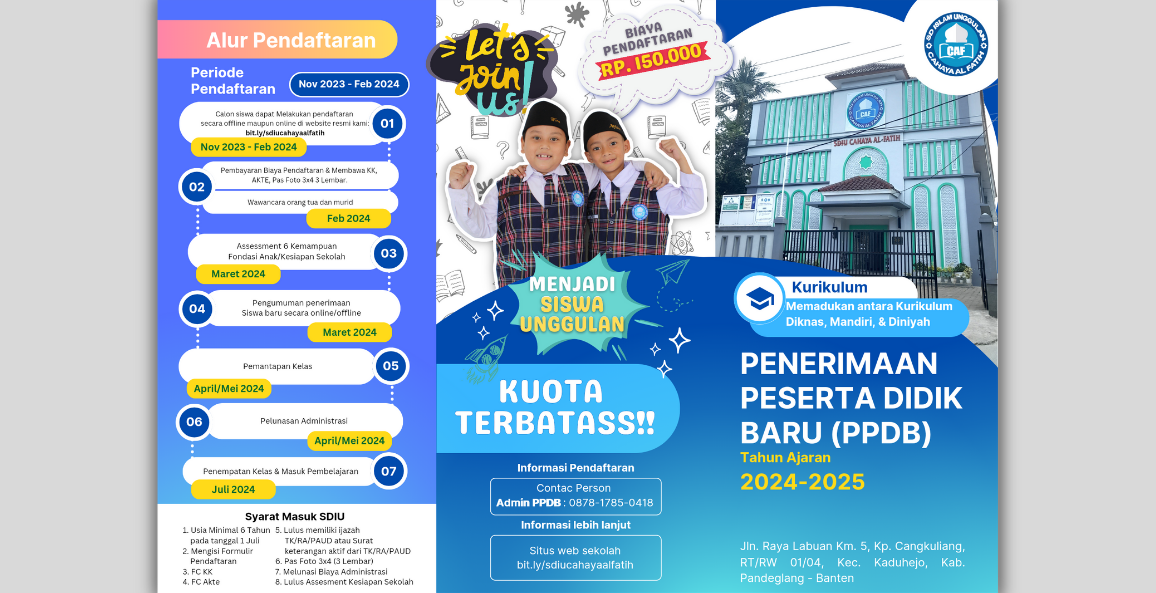 Alur Pendaftaran
Periode
Pendaftaran
Nov 2023 - Feb 2024
Calon siswa dapat Melakukan pendaftaran
secara offline maupun online di website resmi kami:
bit.ly/sdiucahayaalfatih
01
Nov 2023 - Feb 2024
02
Pembayaran Biaya Pendaftaran & Membawa KK,
AKTE, Pas Foto 3x4 3 Lembar.
Wawancara orang tua dan murid
Feb 2024
Assessment 6 Kemampuan
Fondasi Anak/Kesiapan Sekolah
03
Maret 2024
04
Pengumuman penerimaan
Siswa baru secara online/offline
Maret 2024
Pemantapan Kelas
05
April/Mei 2024
06
Pelunasan Administrasi
April/Mei 2024
Penempatan Kelas & Masuk Pembelajaran
07
Juli 2024
Syarat Masuk SDIU
1. Usia Minimal 6 Tahun
pada tanggal 1 Juli
2. Mengisi Formulir
Pendaftaran
3. FC KK
4. FC Akte
5. Lulus memiliki ijazah
TK/RA/PAUD atau Surat
keterangan aktif dari TK/RA/PAUD
6. Pas Foto 3x4 (3 Lembar)
7. Melunasi Biaya Administrasi
8. Lulus Assesment Kesiapan Sekolah
Let's
Join
us!
BIAYA
PENDAFTARAN
RP. 150.000
MENJADI
SISWA
UNGGULAN
KUOTA
TERBATASS!!
Informasi Pendaftaran
Contac Person
Admin PPDB : 0878-1785-0418
Informasi lebih lanjut
Situs web sekolah
bit.ly/sdiucahayaalfatih
SD ISLAM UNGGULAN
CAF
CAHAYA AL FATIH
CAF
SDIU CAHAYA AL-FATIH
Kurikulum
Memadukan antara Kurikulum
Diknas, Mandiri, & Diniyah
PENERIMAAN
PESERTA DIDIK
BARU (PPDB)
Tahun Ajaran
2024-2025
Jln. Raya Labuan Km. 5, Kp. Cangkuliang,
RT/RW 01/04, Kec. Kaduhejo, Kab.
Pandeglang - Banten